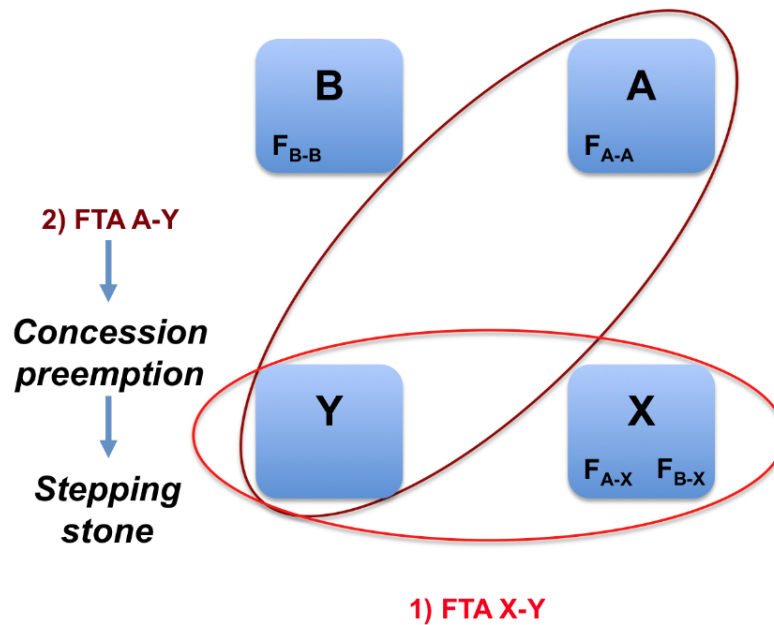 B
A
F_B-B
F_A-A
2) FTA A-Y
Concession
preemption
Y
X
F_A-X F_B-X
Stepping
stone
1) FTA X-Y